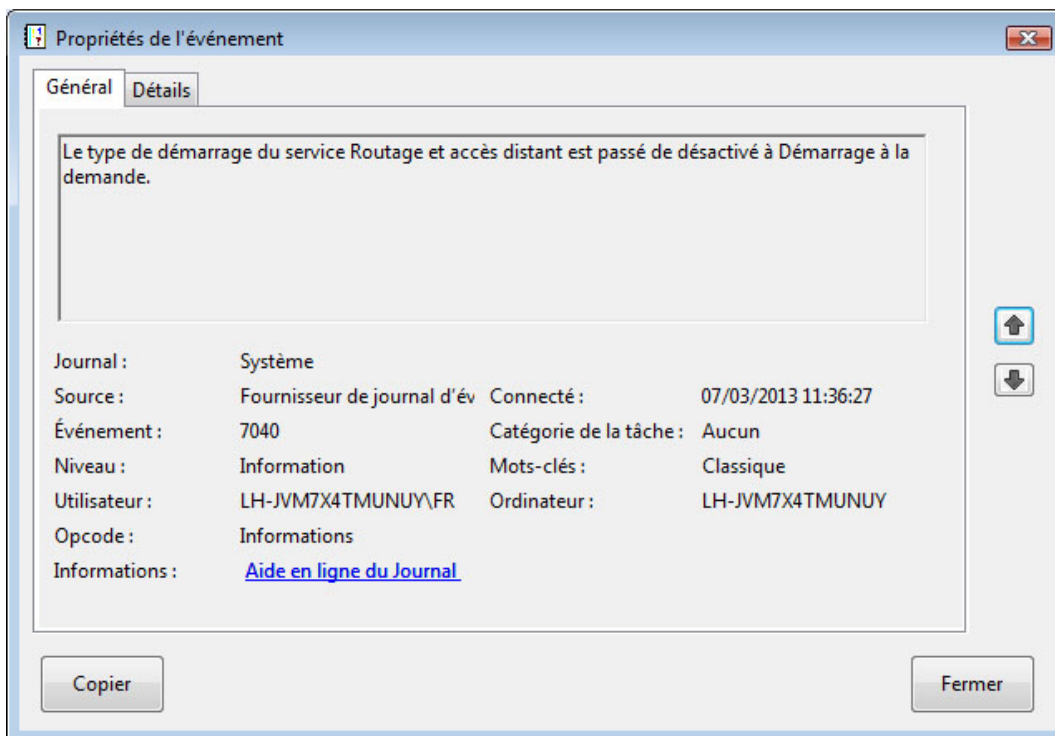 Propriétés de l'événement
Général
Détails
Le type de démarrage du service Routage et accès distant est passé de désactivé à Démarrage à la
demande.
Journal : Système
Source : Fournisseur de journal d'év Connecté : 07/03/2013 11:36:27
Événement : 7040 Catégorie de la tâche : Aucun
Niveau : Information Mots-clés : Classique
Utilisateur : LH-JVM7X4TMUNUY\FR Ordinateur : LH-JVM7X4TMUNUY
Opcode : Informations
Informations : Aide en ligne du Journal
Copier
Fermer